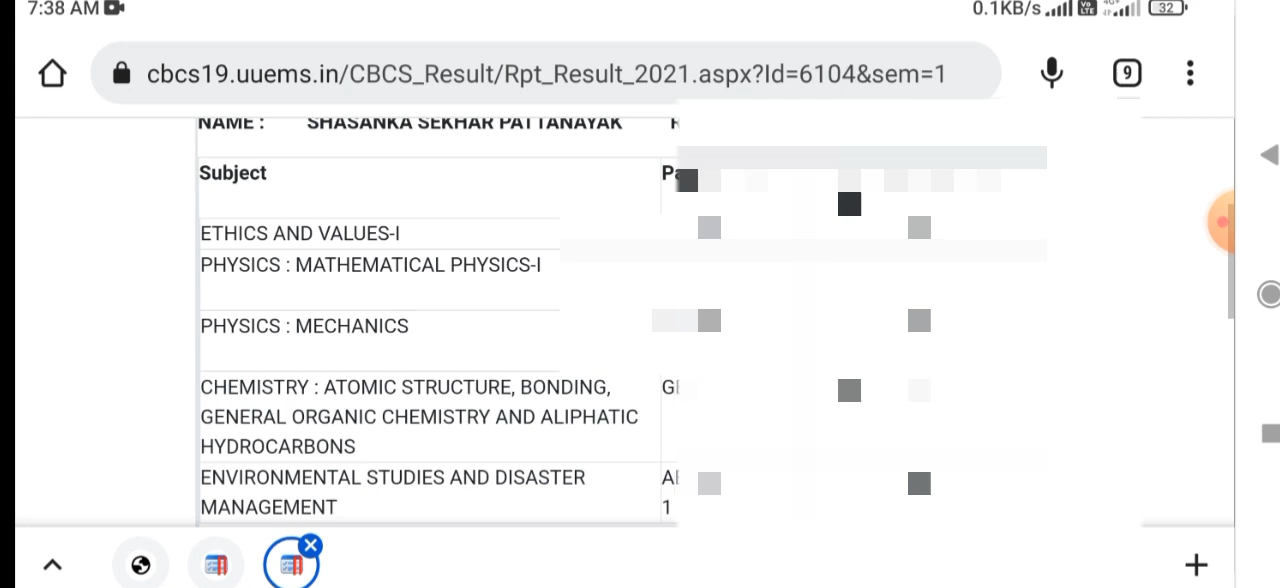 7:38 AM 0.1KB/s 32
cbcs19.uuems.in/CBCS_Result/Rpt_Result_2021.aspx?Id=6104&sem=1 9
NAME : SHASANKA SEKHAR PATTANAYAK
Subject
ETHICS AND VALUES-I
PHYSICS : MATHEMATICAL PHYSICS-I
PHYSICS : MECHANICS
CHEMISTRY : ATOMIC STRUCTURE, BONDING,
GENERAL ORGANIC CHEMISTRY AND ALIPHATIC
HYDROCARBONS
ENVIRONMENTAL STUDIES AND DISASTER
MANAGEMENT 1